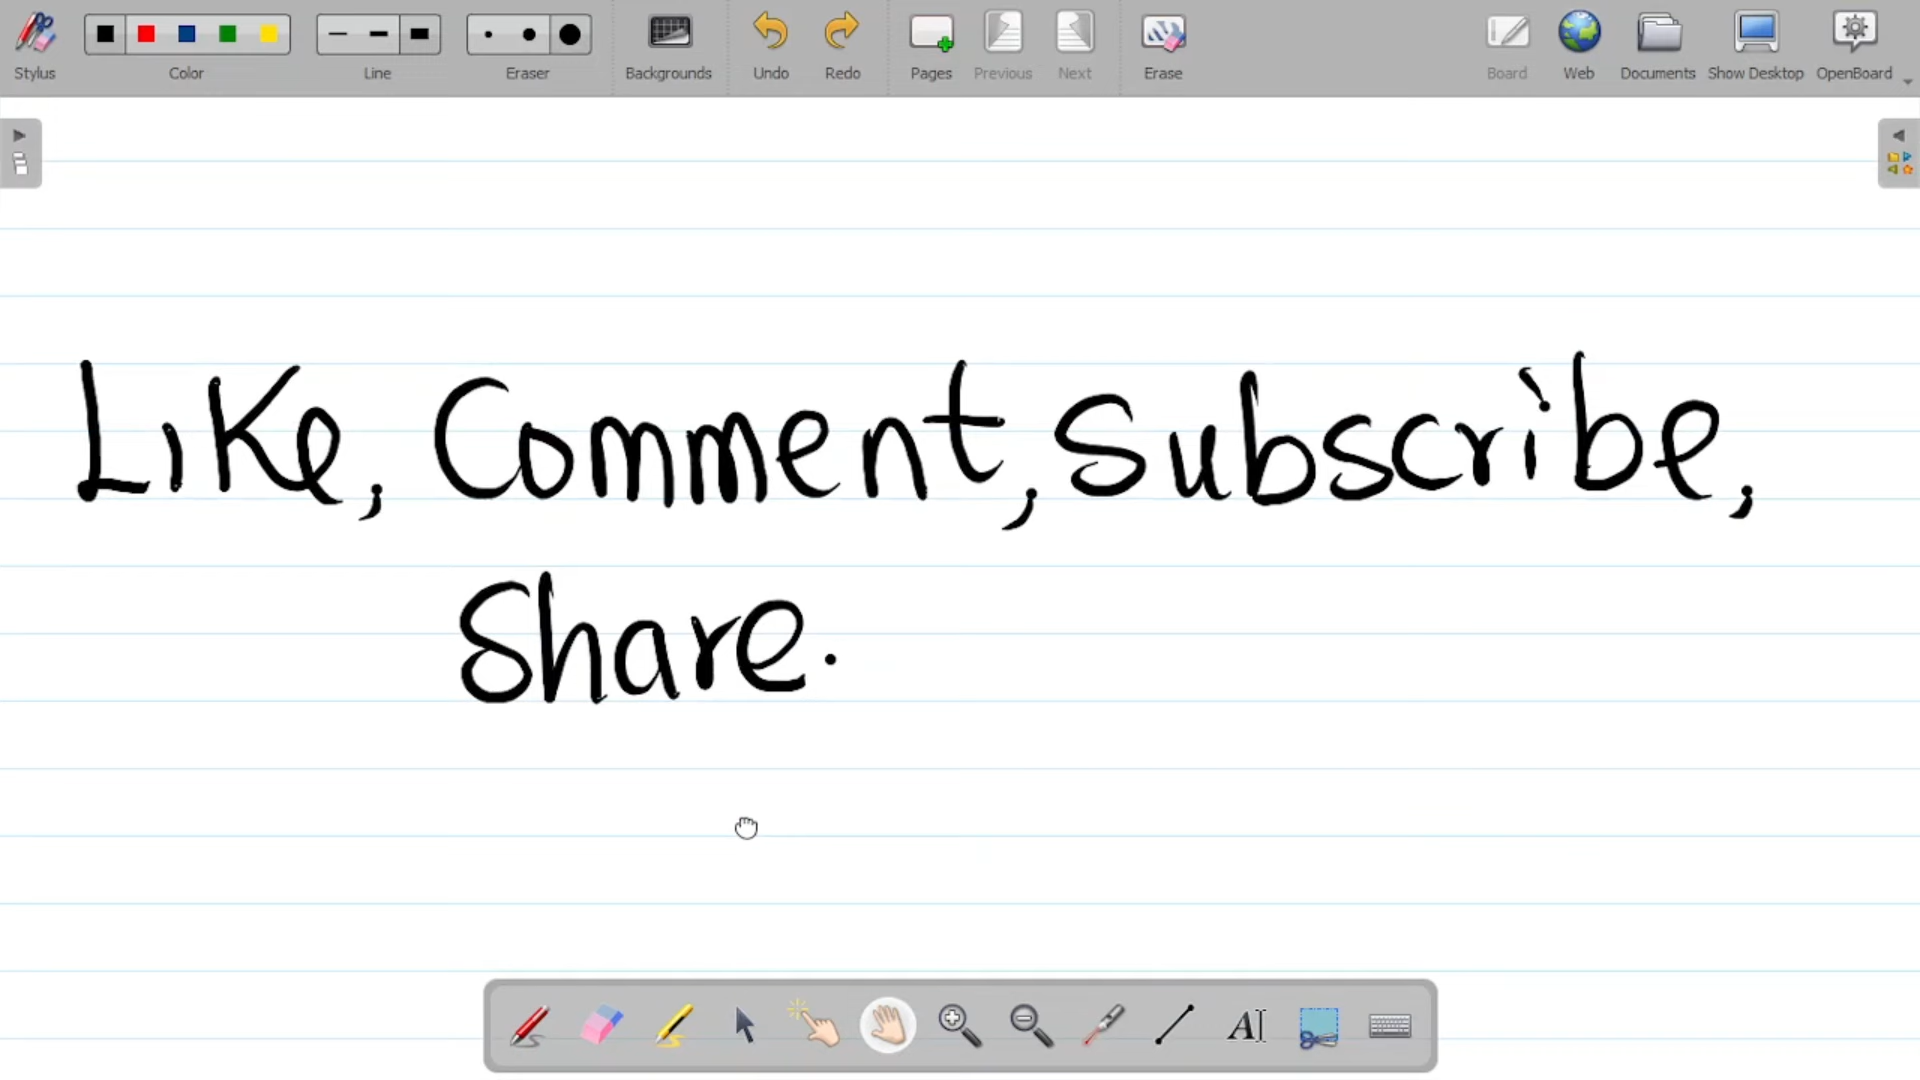 Stylus Color Line Eraser Backgrounds Undo Redo Pages Previous Next Erase Board Web Documents Show Desktop OpenBoard
Like, Comment, Subscribe,
Share.